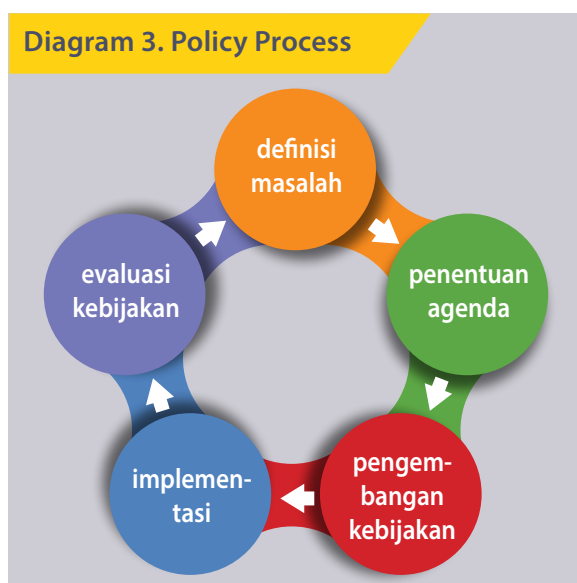 Diagram 3. Policy Process
definisi
masalah
penentuan
agenda
pengem-
bangan
kebijakan
implemen-
tasi
evaluasi
kebijakan